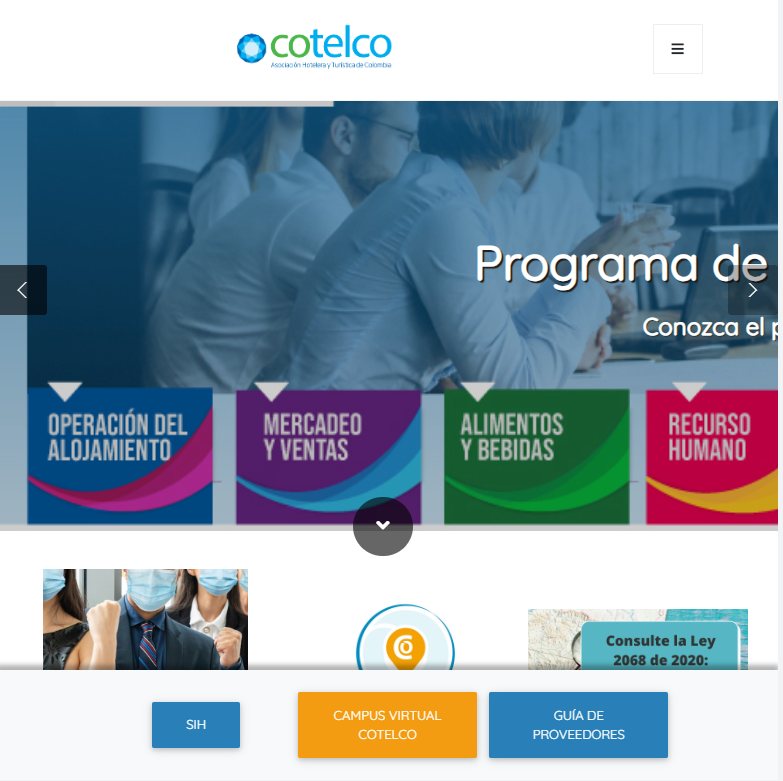 cotelco
Asociación Hotelera y Turística de Colombia
Programa de
Conozca el p
OPERACIÓN DEL
ALOJAMIENTO
MERCADEO
Y VENTAS
ALIMENTOS
Y BEBIDAS
RECURSO
HUMANO
Consulte la Ley
2068 de 2020:
SIH
CAMPUS VIRTUAL
COTELCO
GUÍA DE
PROVEEDORES